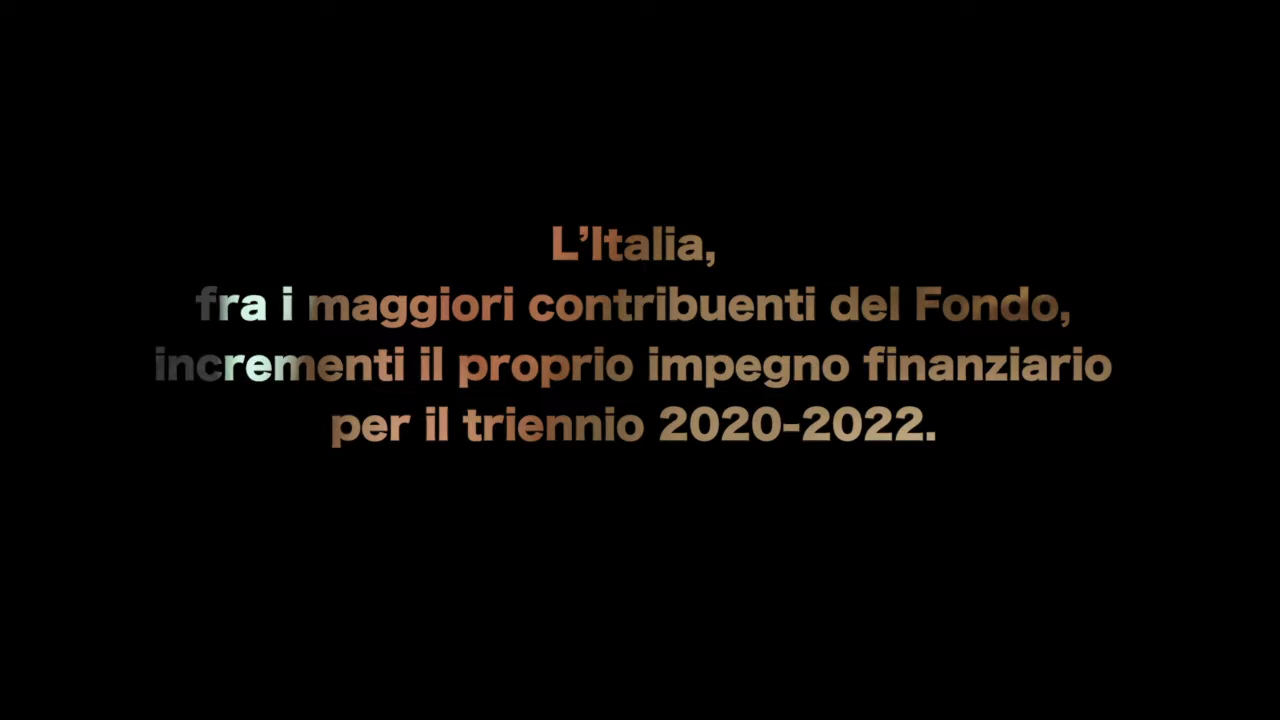 L’Italia,
fra i maggiori contribuenti del Fondo,
incrementi il proprio impegno finanziario
per il triennio 2020-2022.